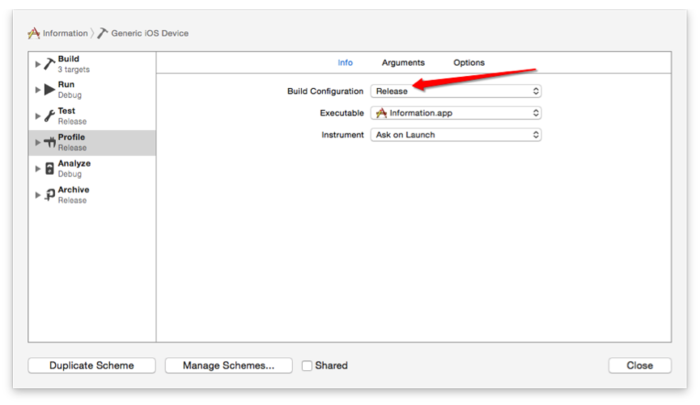 Information 〉 Generic iOS Device
Build
3 targets
Run
Debug
Test
Release
Profile
Release
Analyze
Debug
Archive
Release
Info Arguments Options
Build Configuration Release
Executable Information.app
Instrument Ask on Launch
Duplicate Scheme Manage Schemes... Shared Close